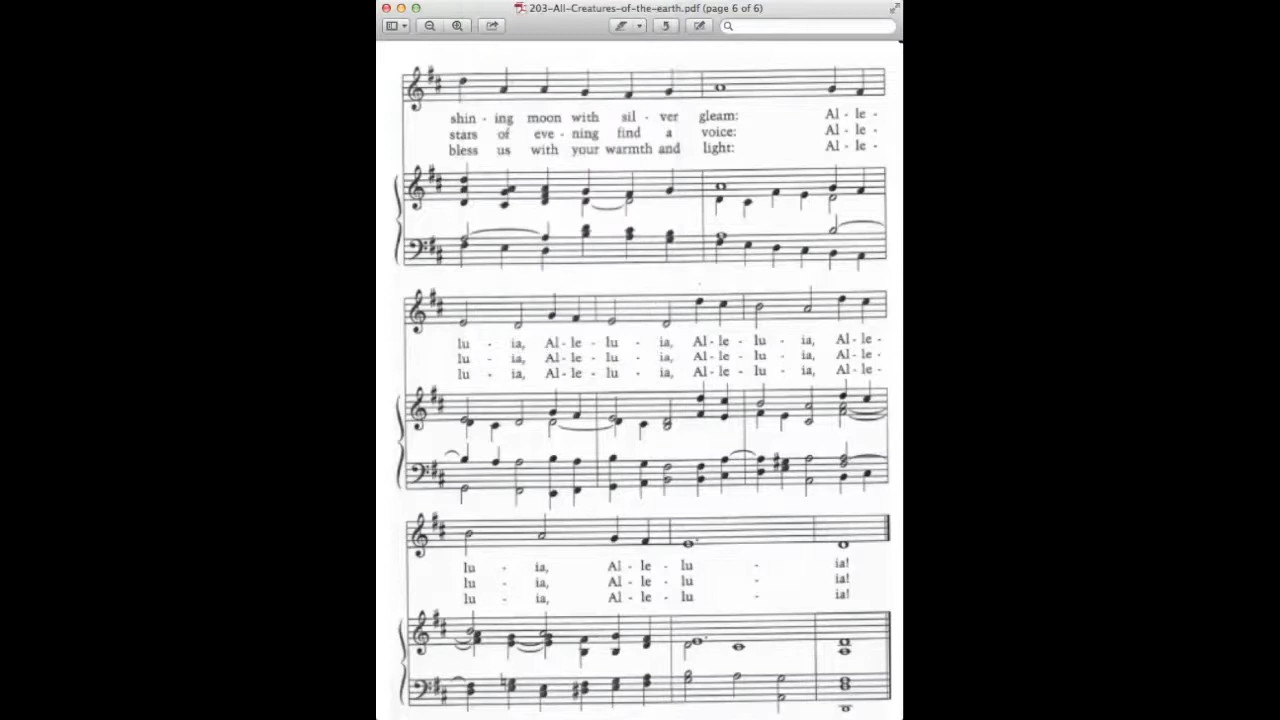 203-All-Creatures-of-the-earth.pdf (page 6 of 6)
shin - ing moon with sil - ver gleam: Al - le -
stars of eve - ning find a voice: Al - le -
bless us with your warmth and light: Al - le -
lu - ia, Al - le - lu - ia, Al - le - lu - ia, Al - le -
lu - ia, Al - le - lu - ia, Al - le - lu - ia, Al - le -
lu - ia, Al - le - lu - ia, Al - le - lu - ia, Al - le -
lu - ia, Al - le - lu - ia!
lu - ia, Al - le - lu - ia!
lu - ia, Al - le - lu - ia!